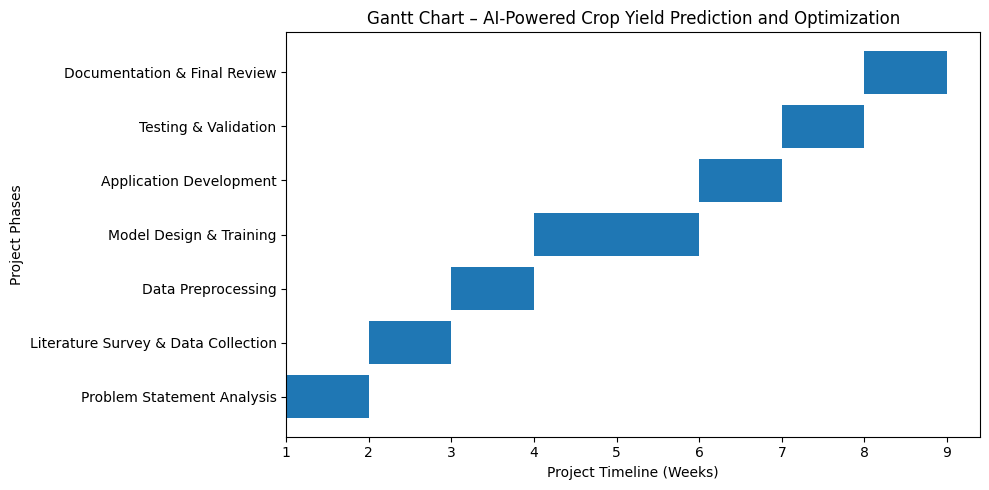 Gantt Chart – AI-Powered Crop Yield Prediction and Optimization
Project Phases
Documentation & Final Review
Testing & Validation
Application Development
Model Design & Training
Data Preprocessing
Literature Survey & Data Collection
Problem Statement Analysis
1 2 3 4 5 6 7 8 9
Project Timeline (Weeks)